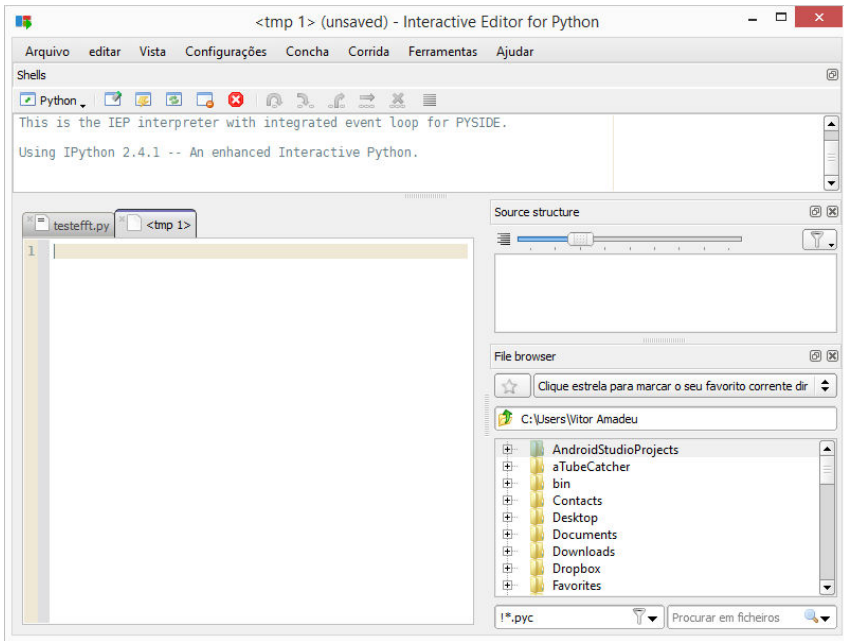 <tmp 1> (unsaved) - Interactive Editor for Python
Arquivo editar Vista Configurações Concha Corrida Ferramentas Ajudar
Shells
Python
This is the IEP interpreter with integrated event loop for PYSIDE.
Using IPython 2.4.1 -- An enhanced Interactive Python.
testefft.py <tmp 1>
1
Source structure
File browser
Clique estrela para marcar o seu favorito corrente dir
C:\Users\Vitor Amadeu
AndroidStudioProjects
aTubeCatcher
bin
Contacts
Desktop
Documents
Downloads
Dropbox
Favorites
!*.pyc Procurar em ficheiros